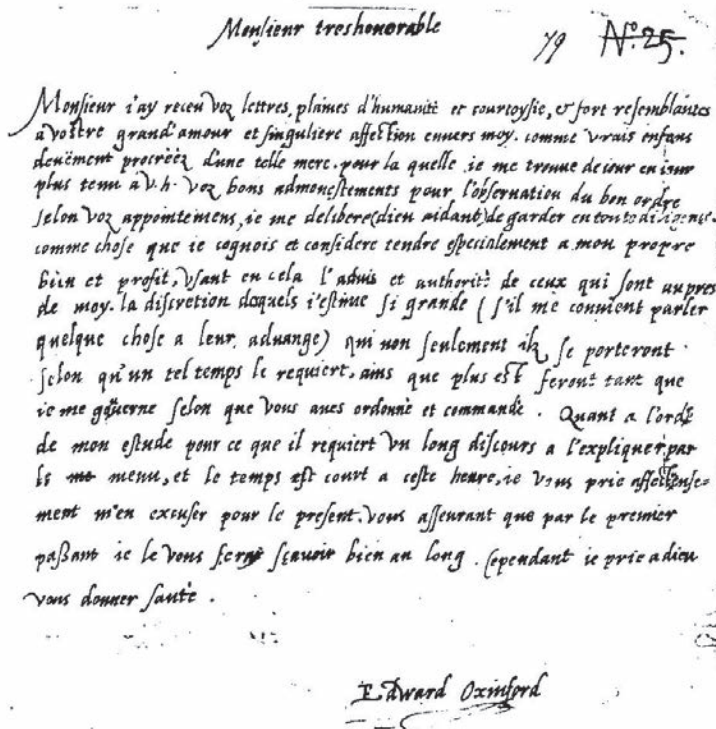 Monsieur treshonorable
79 No. 25.
Monsieur i'ay receu voz lettres, plaines d'humanité et courtoysie, & fort resemblantes
a vostre grand' amour et singuliere affection enuers moy. comme vrais enfans
deuëment procreéz d'une telle mere. pour la quelle ie me trouue de iour en iour
plus tenu a v. h. voz bons admonestements pour l'obseruation du bon ordre
selon voz appointemens, ie me delibere (dieu aidant) de garder en toute diligence
comme chose que ie cognois et considere tendre especialement a mon propre
bien et profit, vsant en cela l'aduis et authorité de ceux qui sont aupres
de moy. la discretion desquels i'estime si grande (s'il me conuient parler
quelque chose a leur aduange) qui non seulement ilz se porteront
selon qu'un tel temps le requiert, ains que plus est feront tant que
ie me gouuerne selon que vous aues ordonné et commandé. Quant a l'ordre
de mon estude pour ce que il requiert vn long discours a l'expliquer par
le menu, et le temps est court a ceste heure, ie vous prie affectueuse=
ment m'en excuser pour le present. vous asseurant que par le premier
passant ie le vous feray sçauoir bien au long. Cependant ie prie a dieu
vous donner santé.
Edward Oxinford